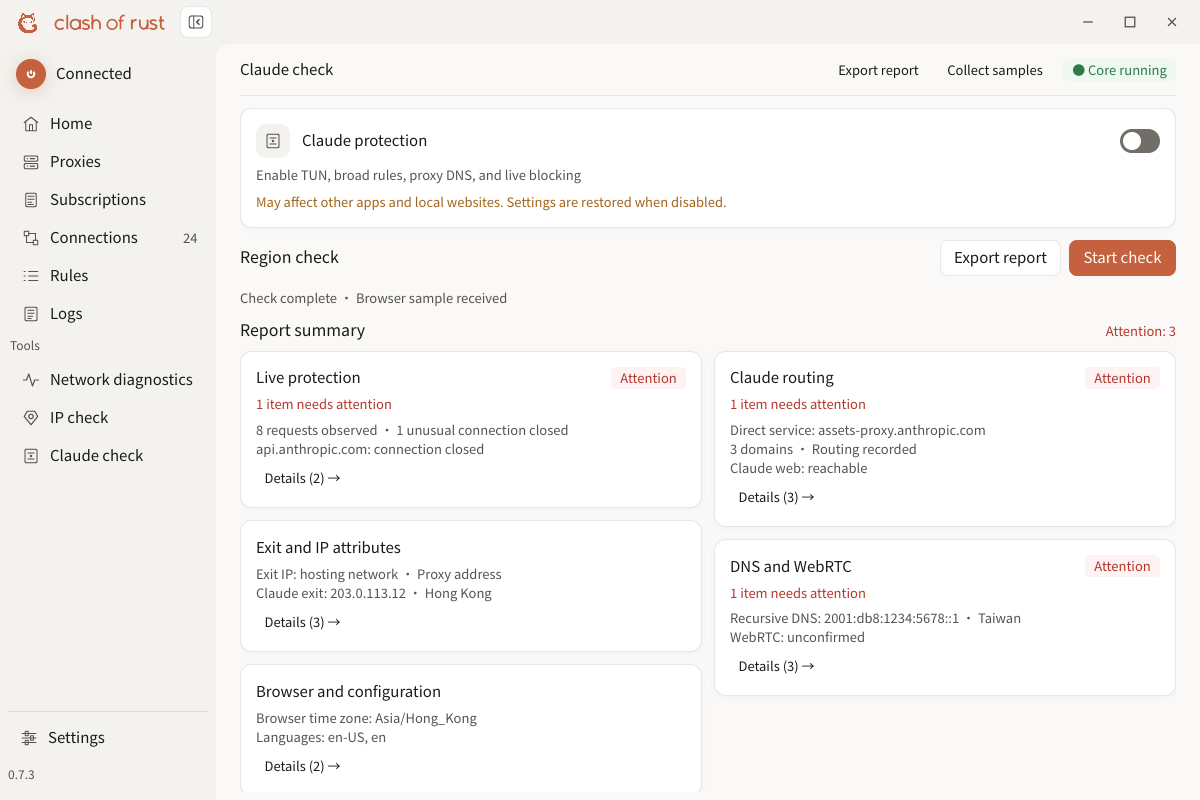 clash of rust
Connected
Home
Proxies
Subscriptions
Connections 24
Rules
Logs
Tools
Network diagnostics
IP check
Claude check
Settings
0.7.3
Claude check
Export report
Collect samples
Core running
Claude protection
Enable TUN, broad rules, proxy DNS, and live blocking
May affect other apps and local websites. Settings are restored when disabled.
Region check
Export report
Start check
Check complete • Browser sample received
Report summary
Attention: 3
Live protection
Attention
1 item needs attention
8 requests observed • 1 unusual connection closed
api.anthropic.com: connection closed
Details (2) →
Claude routing
Attention
1 item needs attention
Direct service: assets-proxy.anthropic.com
3 domains • Routing recorded
Claude web: reachable
Details (3) →
Exit and IP attributes
Exit IP: hosting network • Proxy address
Claude exit: 203.0.113.12 • Hong Kong
Details (3) →
DNS and WebRTC
Attention
1 item needs attention
Recursive DNS: 2001:db8:1234:5678::1 • Taiwan
WebRTC: unconfirmed
Details (3) →
Browser and configuration
Browser time zone: Asia/Hong_Kong
Languages: en-US, en
Details (2) →